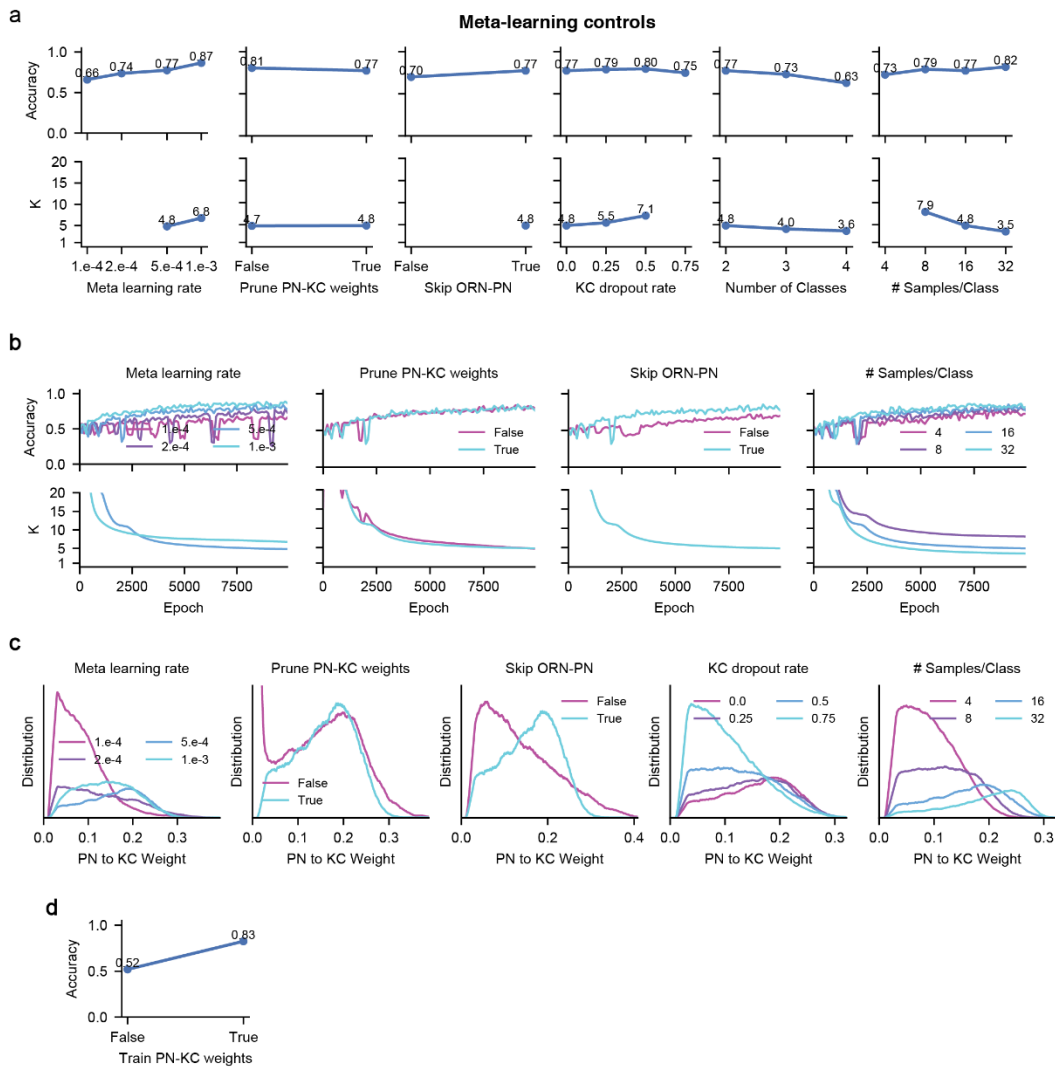 a
Meta-learning controls
Accuracy
1.0
0.5
0.0
0.66 0.74 0.77 0.87
0.81 0.77
0.70 0.77
0.77 0.79 0.80 0.75
0.77 0.73 0.63
0.73 0.79 0.77 0.82
K
20
15
10
5
1
4.8 6.8
4.7 4.8
4.8
4.8 5.5 7.1
4.8 4.0 3.6
7.9 4.8 3.5
1.e-4 2.e-4 5.e-4 1.e-3
False True
False True
0.0 0.25 0.5 0.75
2 3 4
4 8 16 32
Meta learning rate
Prune PN-KC weights
Skip ORN-PN
KC dropout rate
Number of Classes
# Samples/Class
b
Meta learning rate
Prune PN-KC weights
Skip ORN-PN
# Samples/Class
Accuracy
1.0
0.5
0.0
1.e-4 5.e-4
2.e-4 1.e-3
False
True
False
True
4 16
8 32
K
20
15
10
5
1
0 2500 5000 7500
0 2500 5000 7500
0 2500 5000 7500
0 2500 5000 7500
Epoch
Epoch
Epoch
Epoch
c
Meta learning rate
Prune PN-KC weights
Skip ORN-PN
KC dropout rate
# Samples/Class
Distribution
1.e-4 5.e-4
2.e-4 1.e-3
0.0 0.1 0.2 0.3
PN to KC Weight
Distribution
False
True
0.0 0.1 0.2 0.3
PN to KC Weight
Distribution
False
True
0.0 0.1 0.2 0.3 0.4
PN to KC Weight
Distribution
0.0 0.5
0.25 0.75
0.0 0.1 0.2 0.3
PN to KC Weight
Distribution
4 16
8 32
0.0 0.1 0.2 0.3
PN to KC Weight
d
Accuracy
1.0
0.5
0.0
0.52 0.83
False True
Train PN-KC weights